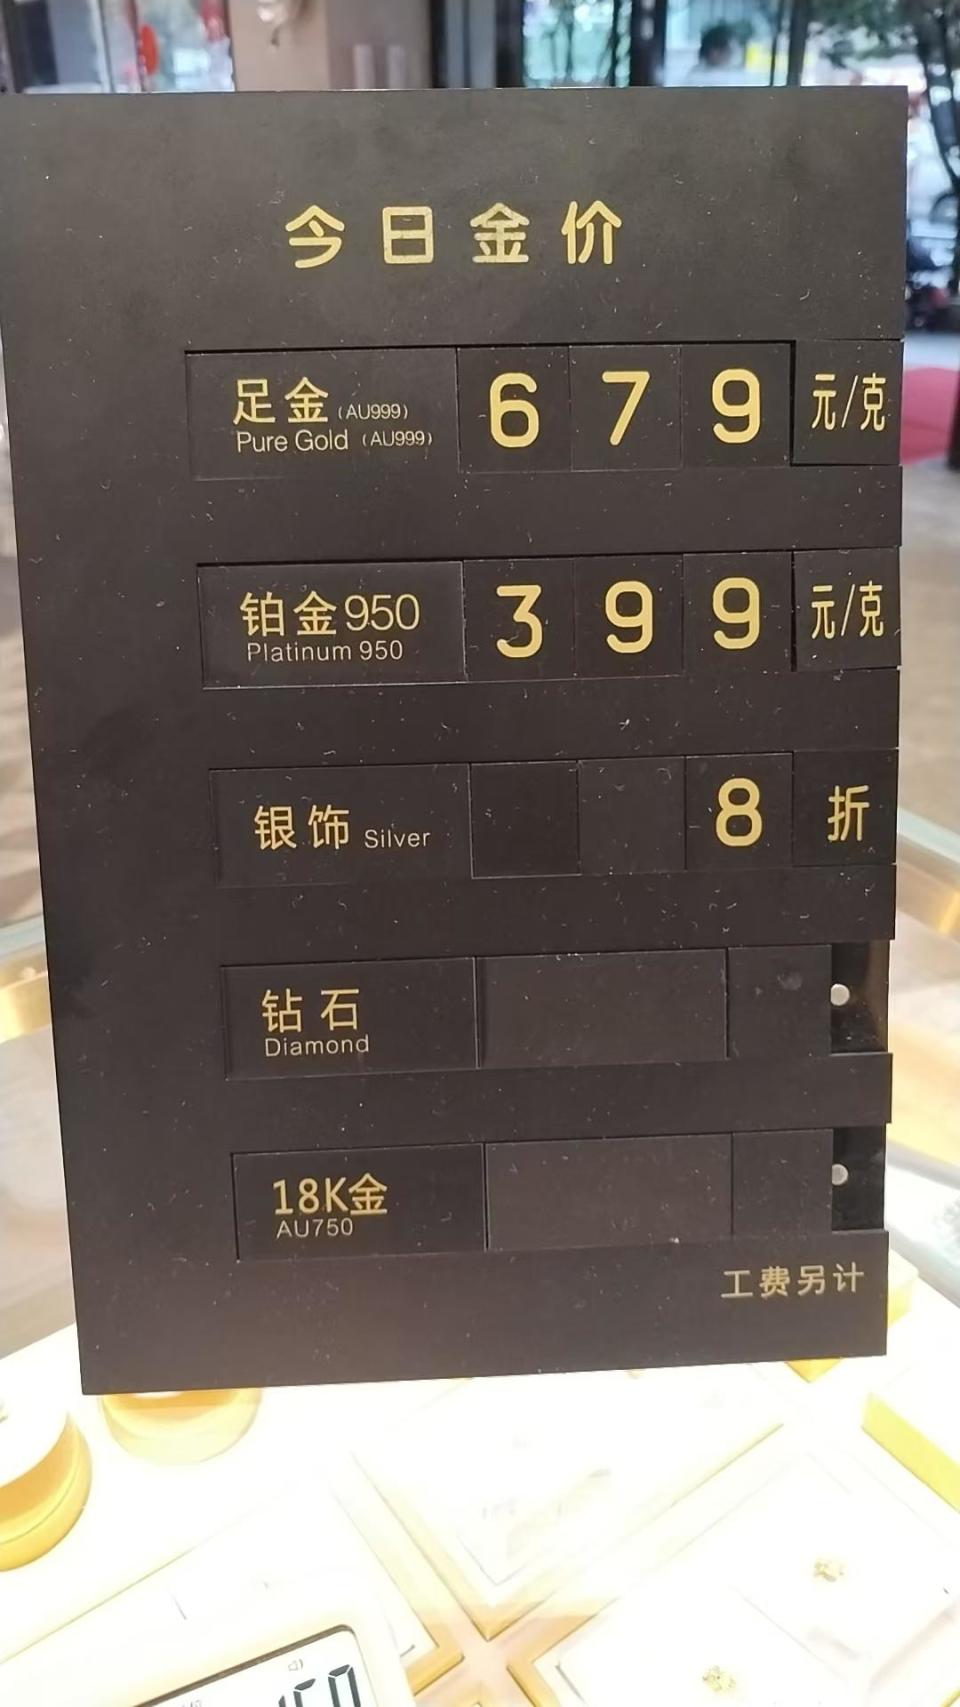 今日金价
足金(AU999) 679 元/克
Pure Gold (AU999)
铂金950 399 元/克
Platinum 950
银饰 Silver 8 折
钻石
Diamond
18K金
AU750
工费另计